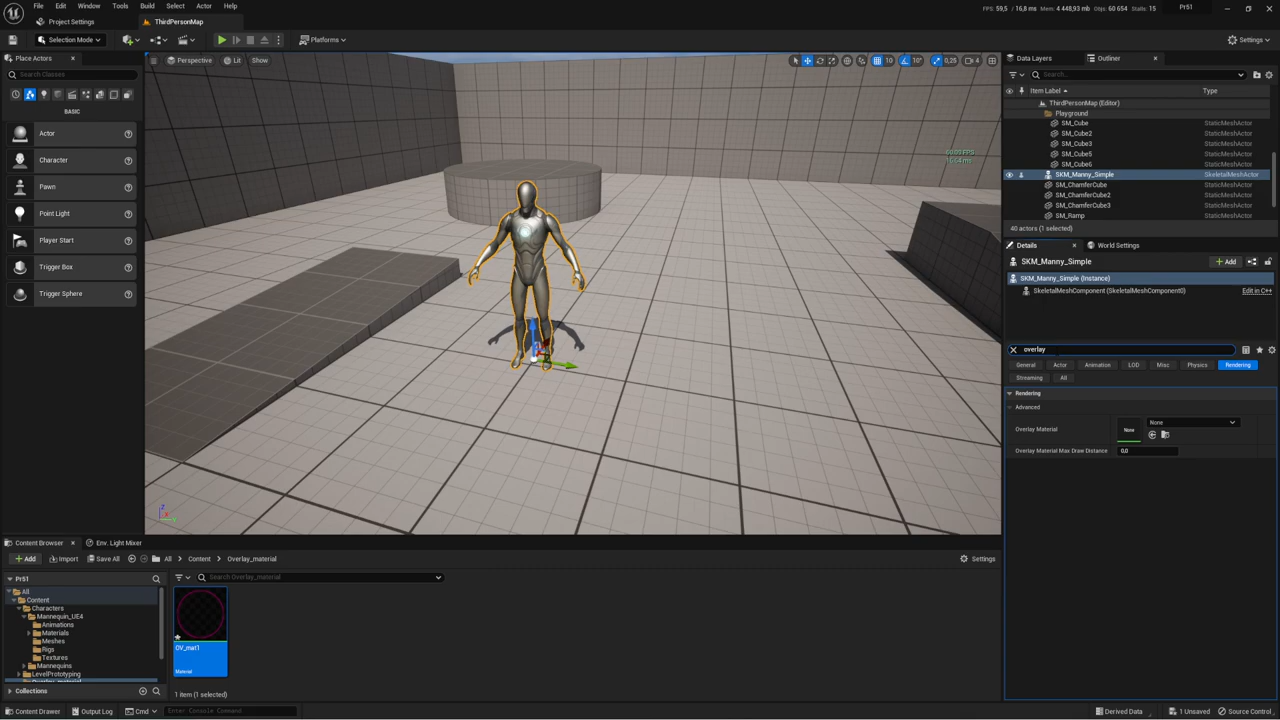 File Edit Window Tools Build Select Actor Help
FPS: 59,5 / 16,8 ms Mem: 4 448,93 mb Objs: 60 654 Stalls: 15
Pr51
Project Settings
ThirdPersonMap
Selection Mode
Platforms
Settings
Place Actors
Search Classes
BASIC
Actor
Character
Pawn
Point Light
Player Start
Trigger Box
Trigger Sphere
Perspective
Lit
Show
10
10°
0,25
4
Data Layers
Outliner
Search...
Item Label
Type
ThirdPersonMap (Editor)
Playground
SM_Cube StaticMeshActor
SM_Cube2 StaticMeshActor
SM_Cube3 StaticMeshActor
SM_Cube5 StaticMeshActor
SM_Cube6 StaticMeshActor
SKM_Manny_Simple SkeletalMeshActor
SM_ChamferCube StaticMeshActor
SM_ChamferCube2 StaticMeshActor
SM_ChamferCube3 StaticMeshActor
SM_Ramp StaticMeshActor
40 actors (1 selected)
Details
World Settings
SKM_Manny_Simple
Add
SKM_Manny_Simple (Instance)
SkeletalMeshComponent (SkeletalMeshComponent0)
Edit in C++
overlay
General Actor Animation LOD Misc Physics Rendering
Streaming All
Rendering
Advanced
Overlay Material
None
None
Overlay Material Max Draw Distance
0,0
Content Browser
Env. Light Mixer
Add Import Save All All Content Overlay_material Settings
Pr51
Search Overlay_material
All
Content
Characters
Mannequin_UE4
Animations
Materials
Meshes
Rigs
Textures
Mannequins
LevelPrototyping
OV_mat1
Material
Collections
1 item (1 selected)
Content Drawer
Output Log
Cmd
Enter Console Command
Derived Data
1 Unsaved
Source Control